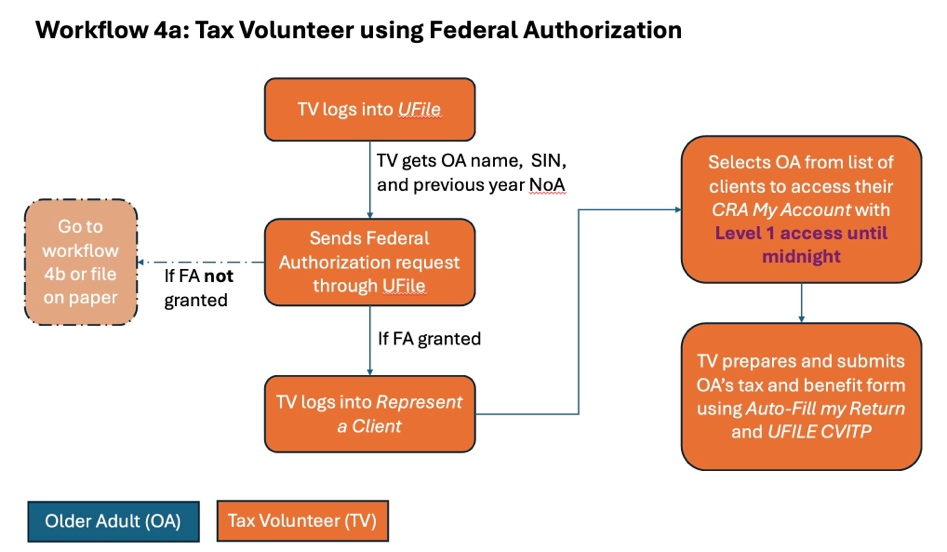 Workflow 4a: Tax Volunteer using Federal Authorization
TV logs into UFile
TV gets OA name, SIN,
and previous year NoA
Sends Federal
Authorization request
through UFile
If FA not
granted
Go to
workflow
4b or file
on paper
If FA granted
TV logs into Represent
a Client
Selects OA from list of
clients to access their
CRA My Account with
Level 1 access until
midnight
TV prepares and submits
OA's tax and benefit form
using Auto-Fill my Return
and UFILE CVITP
Older Adult (OA)
Tax Volunteer (TV)